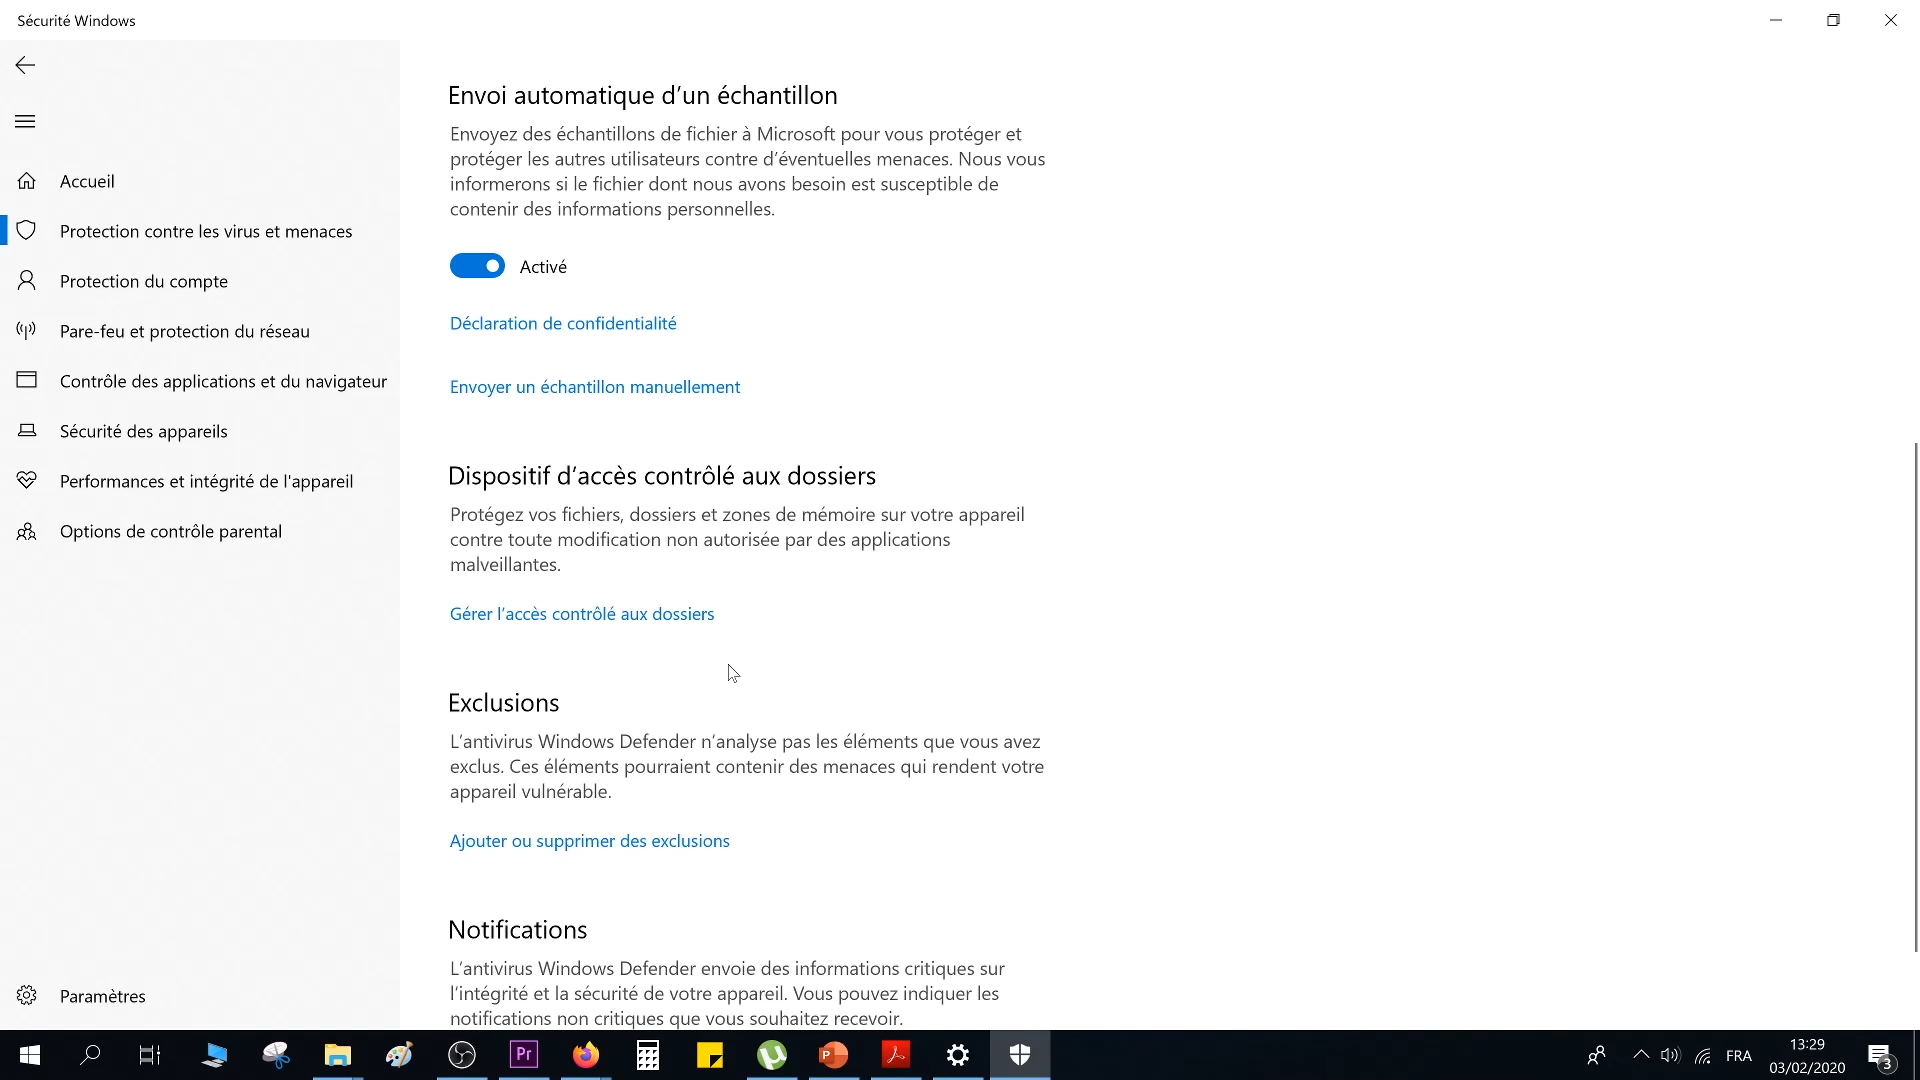 Sécurité Windows
Accueil
Protection contre les virus et menaces
Protection du compte
Pare-feu et protection du réseau
Contrôle des applications et du navigateur
Sécurité des appareils
Performances et intégrité de l'appareil
Options de contrôle parental
Paramètres
Envoi automatique d’un échantillon
Envoyez des échantillons de fichier à Microsoft pour vous protéger et
protéger les autres utilisateurs contre d’éventuelles menaces. Nous vous
informerons si le fichier dont nous avons besoin est susceptible de
contenir des informations personnelles.
Activé
Déclaration de confidentialité
Envoyer un échantillon manuellement
Dispositif d’accès contrôlé aux dossiers
Protégez vos fichiers, dossiers et zones de mémoire sur votre appareil
contre toute modification non autorisée par des applications
malveillantes.
Gérer l’accès contrôlé aux dossiers
Exclusions
L’antivirus Windows Defender n’analyse pas les éléments que vous avez
exclus. Ces éléments pourraient contenir des menaces qui rendent votre
appareil vulnérable.
Ajouter ou supprimer des exclusions
Notifications
L’antivirus Windows Defender envoie des informations critiques sur
l’intégrité et la sécurité de votre appareil. Vous pouvez indiquer les
notifications non critiques que vous souhaitez recevoir.
Pr
P
FRA
13:29
03/02/2020
3